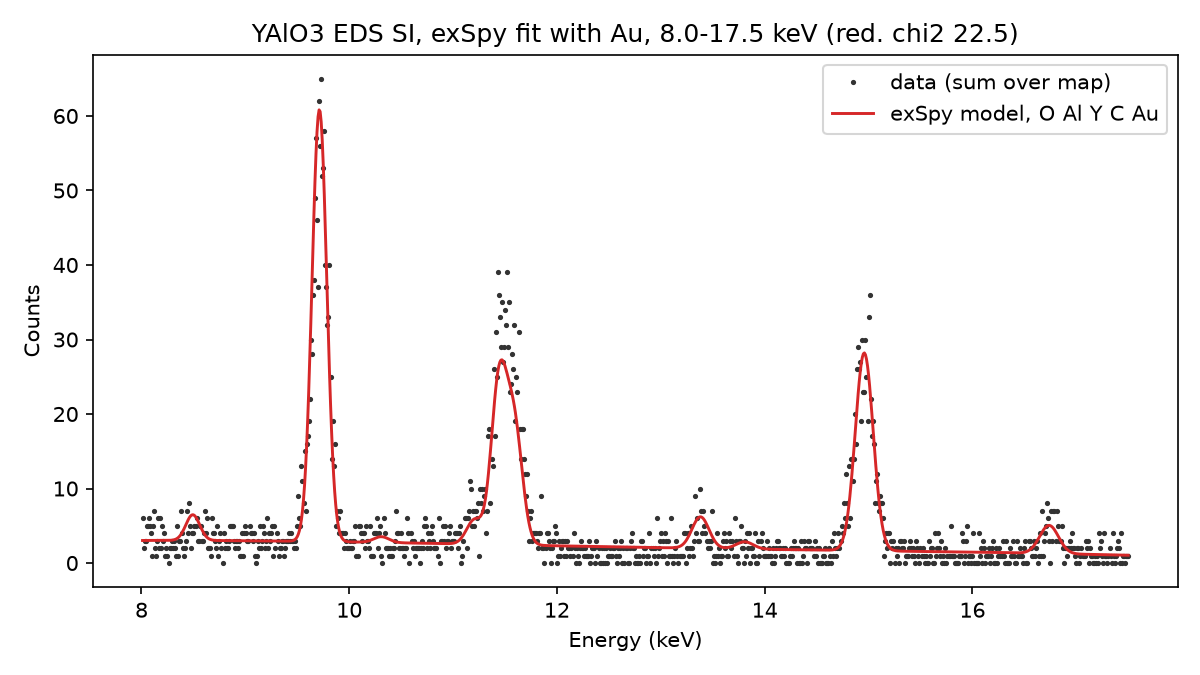 YAlO3 EDS SI, exSpy fit with Au, 8.0-17.5 keV (red. chi2 22.5)
data (sum over map)
exSpy model, O Al Y C Au
60
50
40
30
20
10
0
Counts
8
10
12
14
16
Energy (keV)